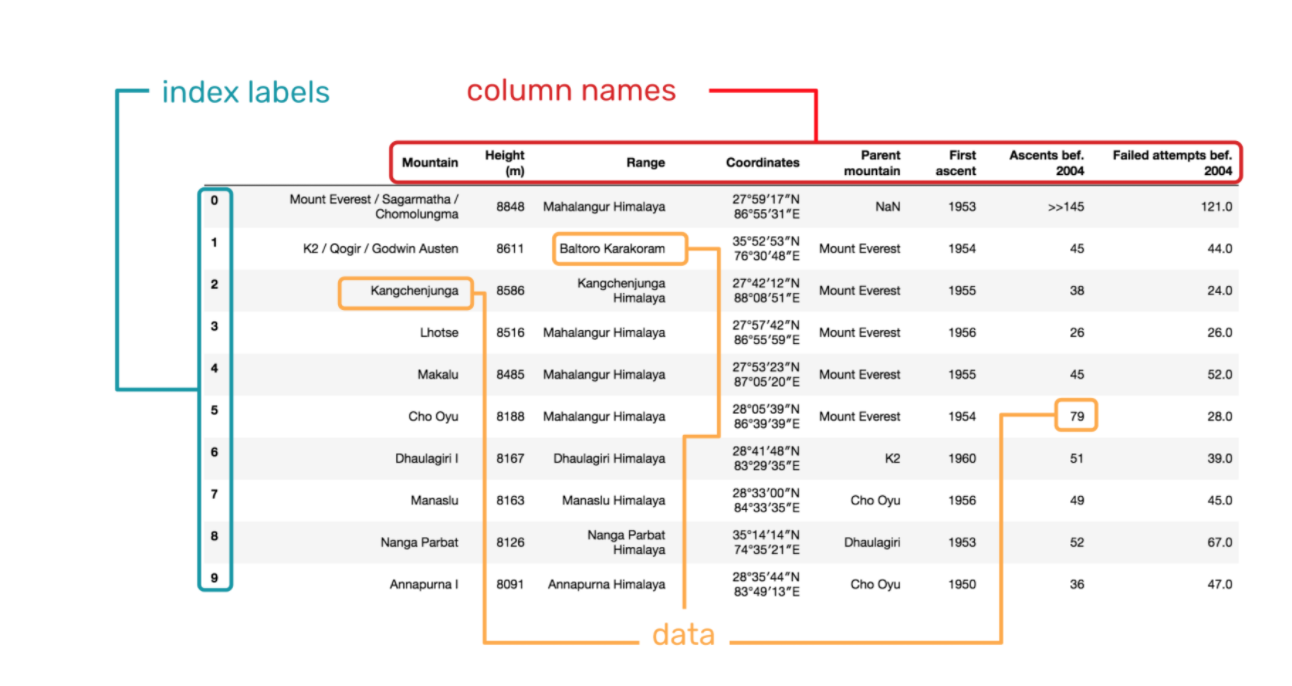 index labels
column names
Mountain Height (m) Range Coordinates Parent mountain First ascent Ascents bef. 2004 Failed attempts bef. 2004
0 Mount Everest / Sagarmatha / Chomolungma 8848 Mahalangur Himalaya 27°59′17″N 86°55′31″E NaN 1953 >>145 121.0
1 K2 / Qogir / Godwin Austen 8611 Baltoro Karakoram 35°52′53″N 76°30′48″E Mount Everest 1954 45 44.0
2 Kangchenjunga 8586 Kangchenjunga Himalaya 27°42′12″N 88°08′51″E Mount Everest 1955 38 24.0
3 Lhotse 8516 Mahalangur Himalaya 27°57′42″N 86°55′59″E Mount Everest 1956 26 26.0
4 Makalu 8485 Mahalangur Himalaya 27°53′23″N 87°05′20″E Mount Everest 1955 45 52.0
5 Cho Oyu 8188 Mahalangur Himalaya 28°05′39″N 86°39′39″E Mount Everest 1954 79 28.0
6 Dhaulagiri I 8167 Dhaulagiri Himalaya 28°41′48″N 83°29′35″E K2 1960 51 39.0
7 Manaslu 8163 Manaslu Himalaya 28°33′00″N 84°33′35″E Cho Oyu 1956 49 45.0
8 Nanga Parbat 8126 Nanga Parbat Himalaya 35°14′14″N 74°35′21″E Dhaulagiri 1953 52 67.0
9 Annapurna I 8091 Annapurna Himalaya 28°35′44″N 83°49′13″E Cho Oyu 1950 36 47.0
data